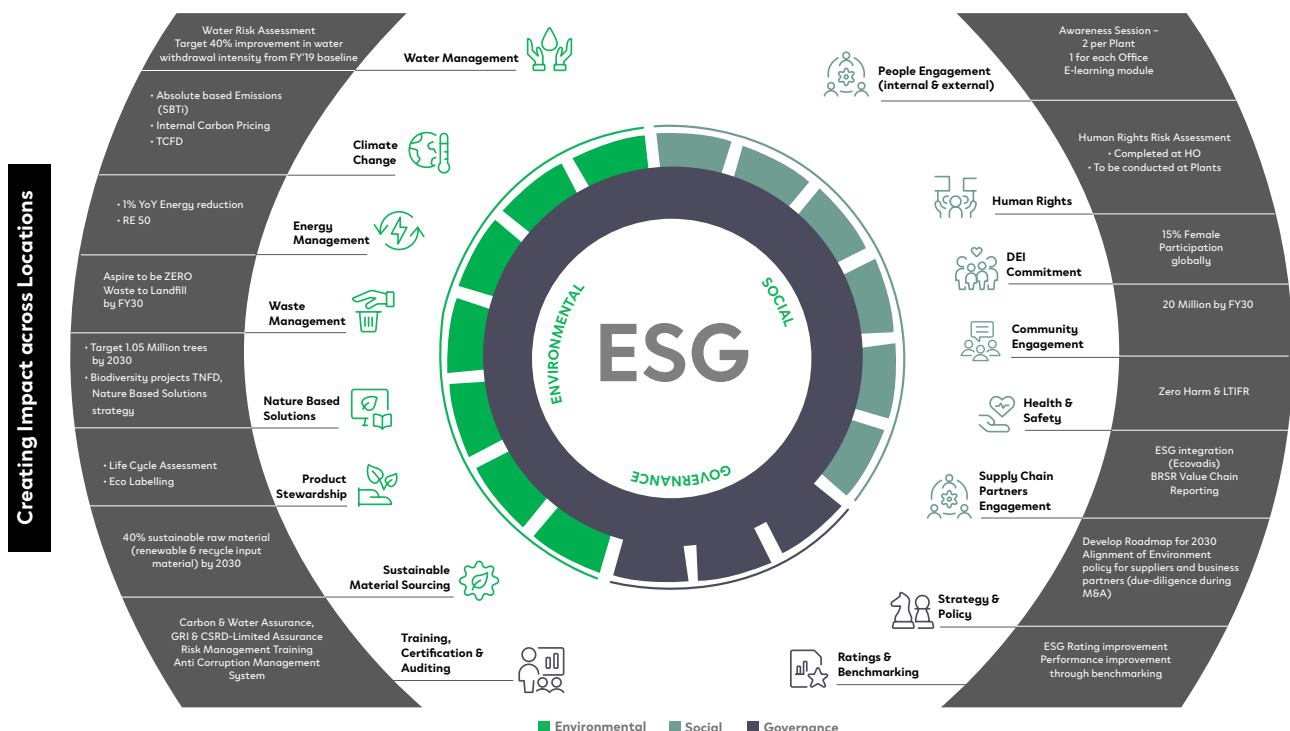 Creating Impact across Locations
Water Risk Assessment
Target 40% improvement in water
withdrawal intensity from FY'19 baseline
Water Management
• Absolute based Emissions
(SBTi)
• Internal Carbon Pricing
• TCFD
Climate
Change
• 1% YoY Energy reduction
• RE 50
Energy
Management
Aspire to be ZERO
Waste to Landfill
by FY30
Waste
Management
• Target 1.05 Million trees
by 2030
• Biodiversity projects TNFD,
Nature Based Solutions
strategy
Nature Based
Solutions
• Life Cycle Assessment
• Eco Labelling
Product
Stewardship
40% sustainable raw material
(renewable & recycle input
material) by 2030
Sustainable
Material Sourcing
Carbon & Water Assurance,
GRI & CSRD-Limited Assurance
Risk Management Training
Anti Corruption Management
System
Training,
Certification &
Auditing
ENVIRONMENTAL
SOCIAL
ESG
GOVERNANCE
People Engagement
(internal & external)
Awareness Session –
2 per Plant
1 for each Office
E-learning module
Human Rights
Human Rights Risk Assessment
• Completed at HO
• To be conducted at Plants
DEI
Commitment
15% Female
Participation
globally
Community
Engagement
20 Million by FY30
Health &
Safety
Zero Harm & LTIFR
Supply Chain
Partners
Engagement
ESG integration
(Ecovadis)
BRSR Value Chain
Reporting
Strategy &
Policy
Develop Roadmap for 2030
Alignment of Environment
policy for suppliers and business
partners (due-diligence during
M&A)
Ratings &
Benchmarking
ESG Rating improvement
Performance improvement
through benchmarking
Environmental
Social
Governance